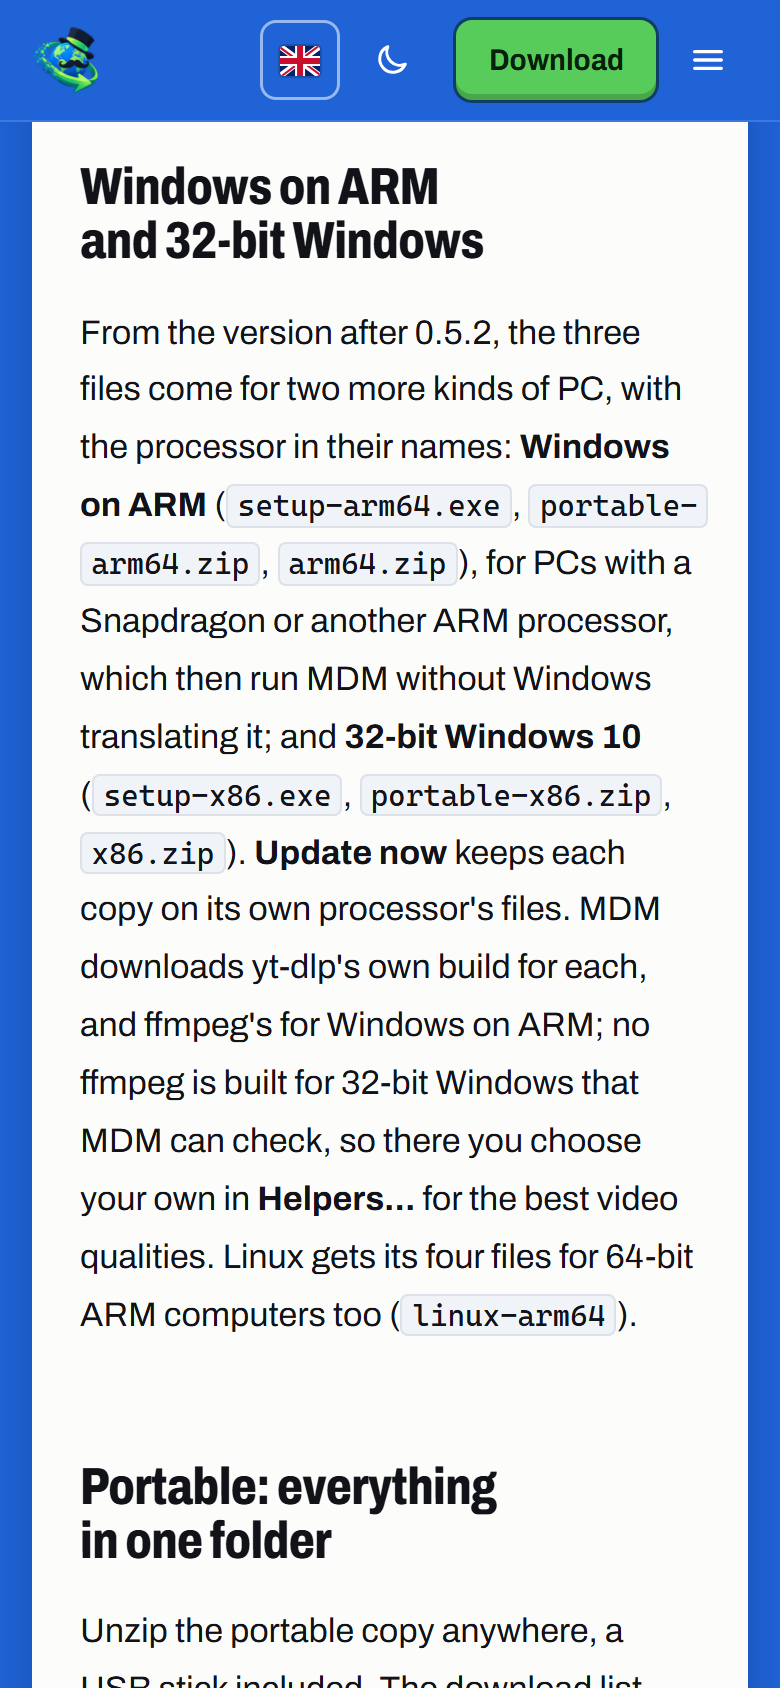 Download
Windows on ARM
and 32-bit Windows
From the version after 0.5.2, the three
files come for two more kinds of PC, with
the processor in their names: Windows
on ARM (setup-arm64.exe, portable-
arm64.zip, arm64.zip), for PCs with a
Snapdragon or another ARM processor,
which then run MDM without Windows
translating it; and 32-bit Windows 10
(setup-x86.exe, portable-x86.zip,
x86.zip). Update now keeps each
copy on its own processor's files. MDM
downloads yt-dlp's own build for each,
and ffmpeg's for Windows on ARM; no
ffmpeg is built for 32-bit Windows that
MDM can check, so there you choose
your own in Helpers... for the best video
qualities. Linux gets its four files for 64-bit
ARM computers too (linux-arm64).
Portable: everything
in one folder
Unzip the portable copy anywhere, a
USB stick included. The download list,